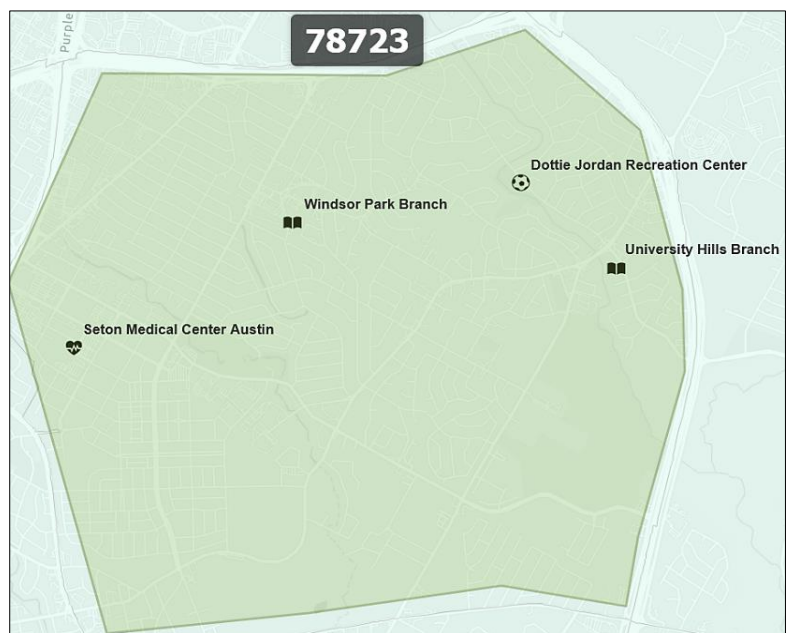 78723
Purple
Dottie Jordan Recreation Center
Windsor Park Branch
University Hills Branch
Seton Medical Center Austin